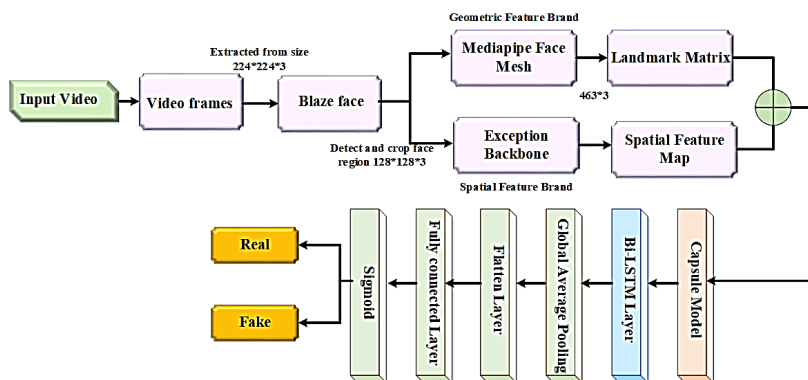 Geometric Feature Brand
Input Video
Extracted from size
224*224*3
Video frames
Blaze face
Mediapipe Face
Mesh
463*3
Landmark Matrix
Detect and crop face
region 128*128*3
Exception
Backbone
Spatial Feature Brand
Spatial Feature
Map
Capsule Model
Bi-LSTM Layer
Global Average Pooling
Flatten Layer
Fully connected Layer
Sigmoid
Real
Fake